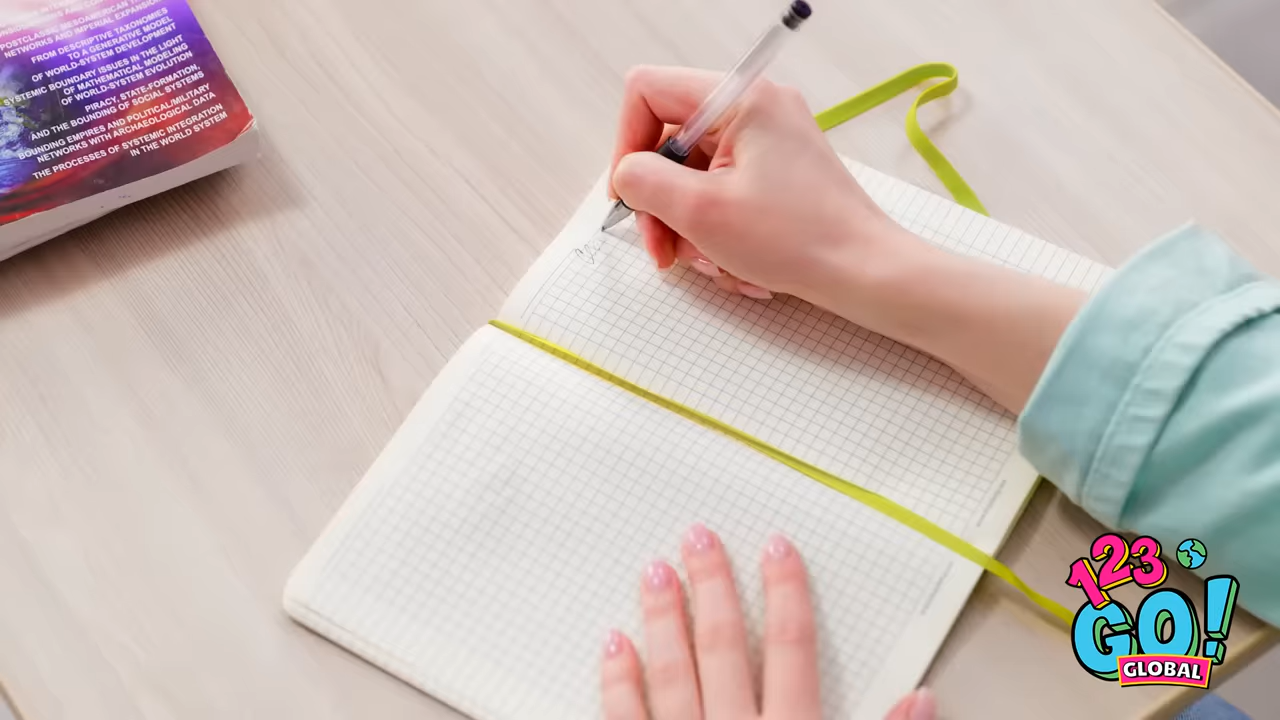 POSTCLASSIC MESOAMERICAN
NETWORKS AND IMPERIAL EXPANSION
FROM DESCRIPTIVE TAXONOMIES
TO A GENERATIVE MODEL
OF WORLD-SYSTEM DEVELOPMENT
SYSTEMIC BOUNDARY ISSUES IN THE LIGHT
OF MATHEMATICAL MODELING
OF WORLD-SYSTEM EVOLUTION
PIRACY, STATE-FORMATION,
AND THE BOUNDING OF SOCIAL SYSTEMS
BOUNDING EMPIRES AND POLITICAL/MILITARY
NETWORKS WITH ARCHAEOLOGICAL DATA
THE PROCESSES OF SYSTEMIC INTEGRATION
IN THE WORLD SYSTEM
123
GO!
GLOBAL